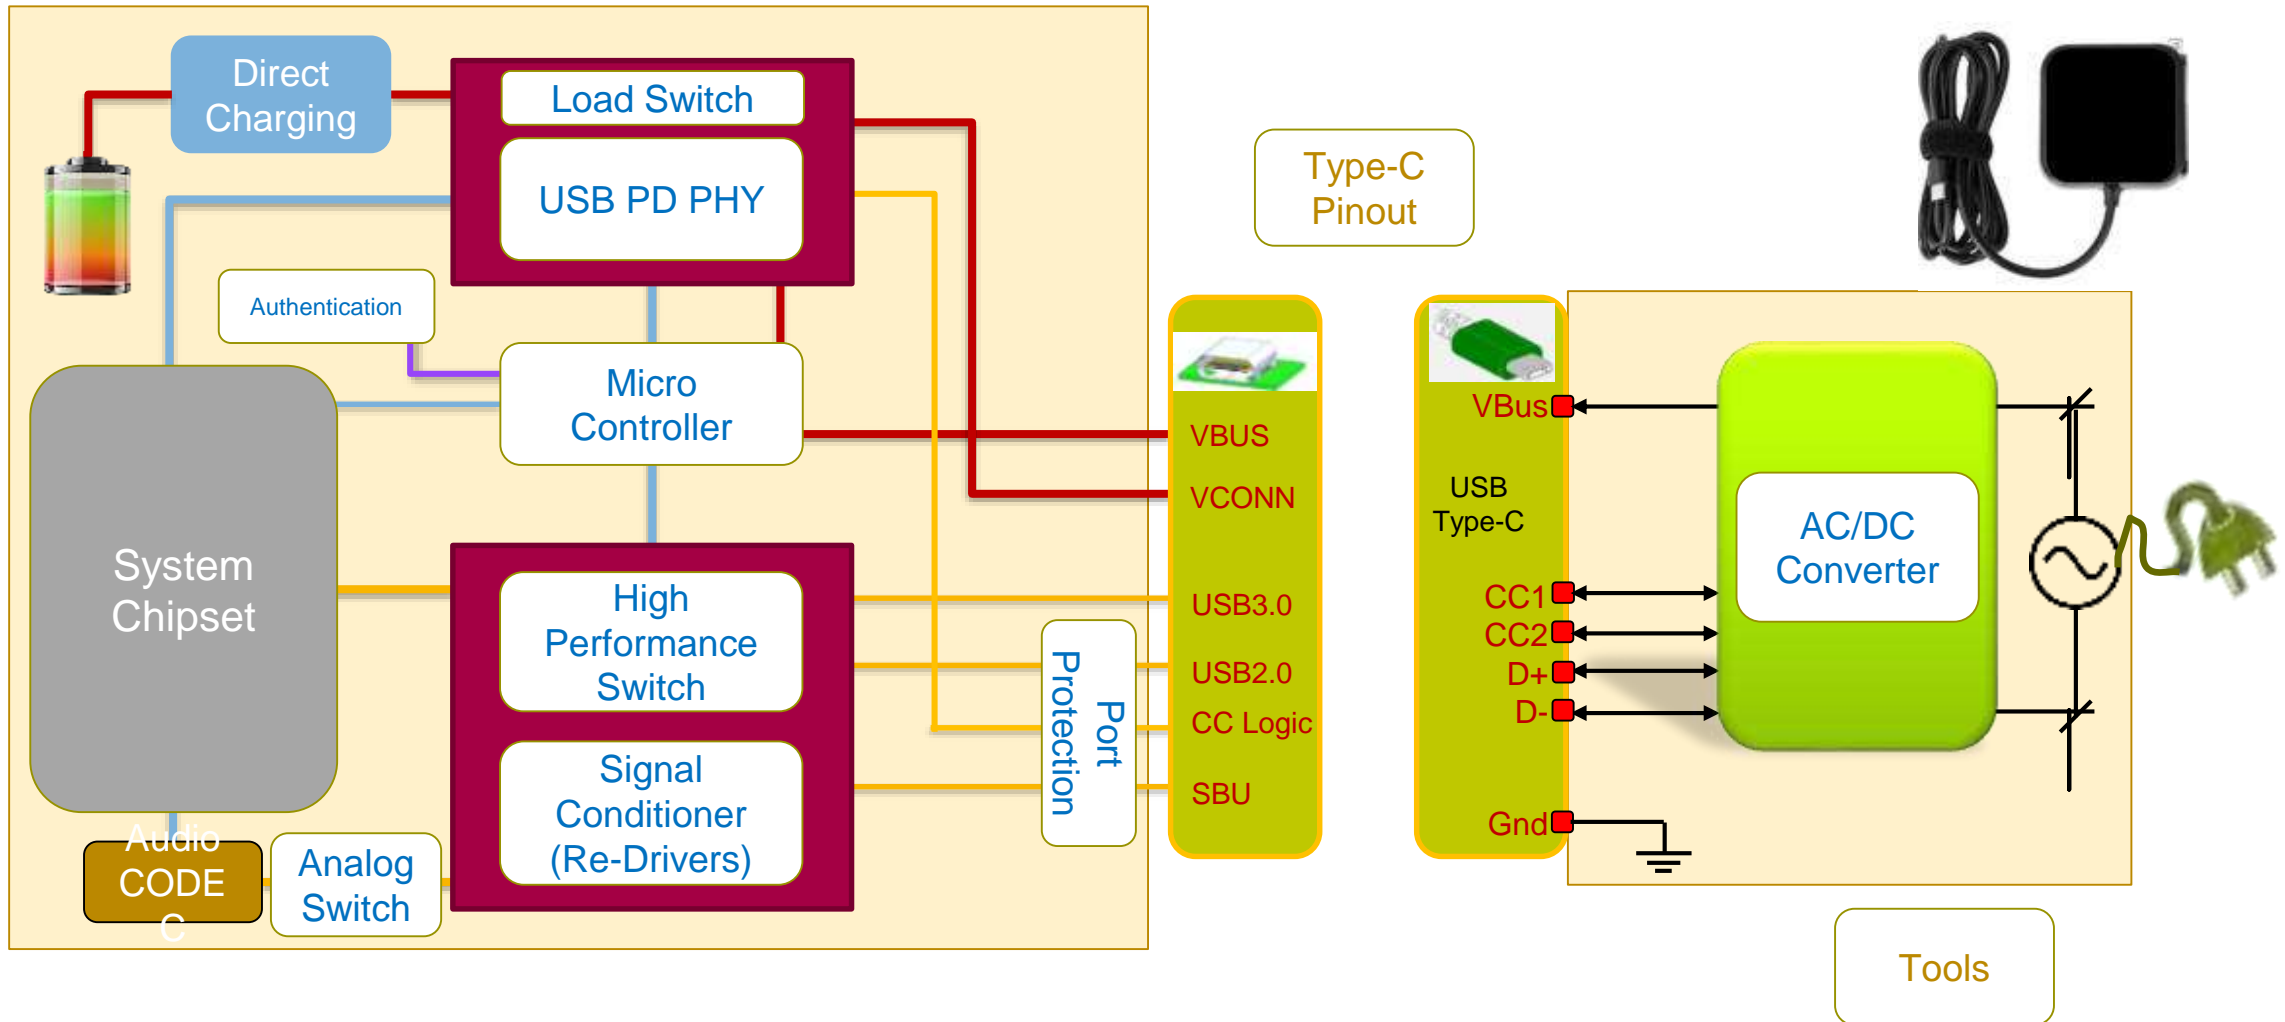 Direct
Charging
Load Switch
USB PD PHY
Authentication
Micro
Controller
System
Chipset
High
Performance
Switch
Signal
Conditioner
(Re-Drivers)
Audio
CODE
C
Analog
Switch
Port
Protection
Type-C
Pinout
VBUS
VCONN
USB3.0
USB2.0
CC Logic
SBU
VBus
USB
Type-C
CC1
CC2
D+
D-
Gnd
AC/DC
Converter
Tools